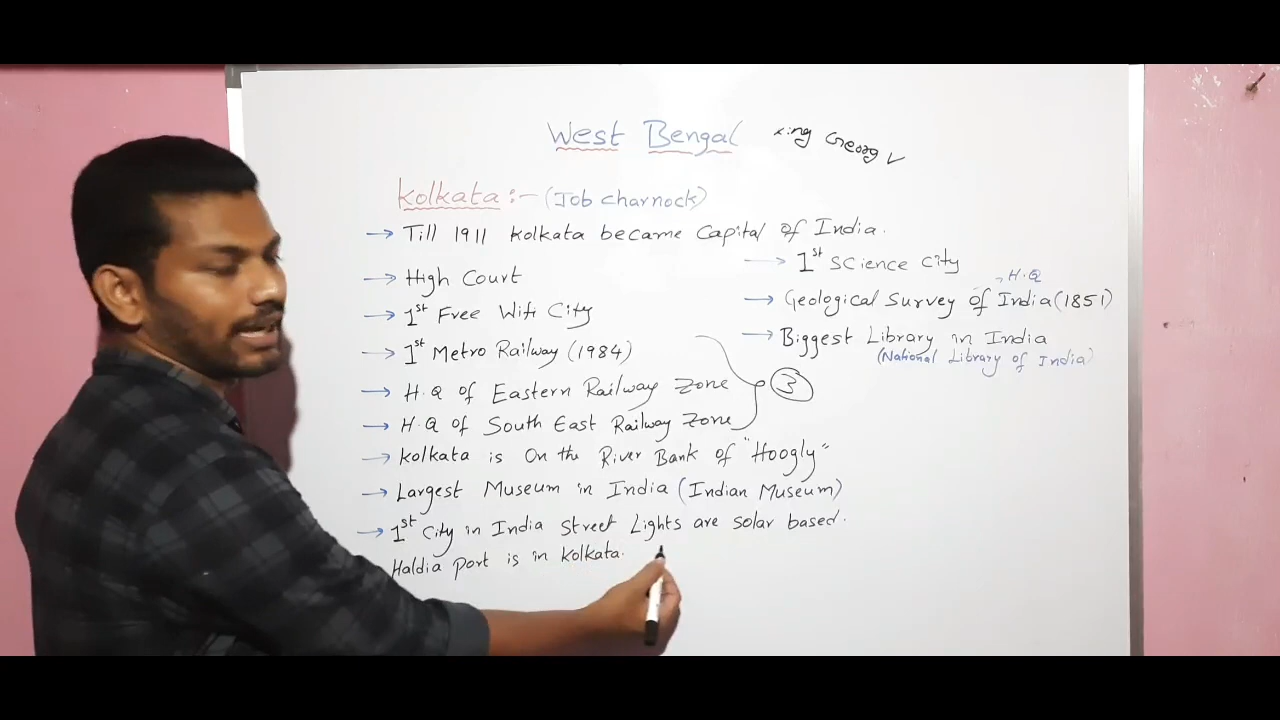 West Bengal
King Georg V
Kolkata :- (Job charnock)
→ Till 1911 Kolkata became Capital of India.
→ High Court
→ 1st Free Wifi City
→ 1st Metro Railway (1984)
→ H.Q of Eastern Railway Zone
→ H.Q of South East Railway Zone
3
→ Kolkata is On the River Bank of "Hoogly"
→ Largest Museum in India (Indian Museum)
→ 1st City in India Street Lights are solar based.
Haldia port is in Kolkata.
→ 1st Science City
→ H.Q
→ Geological Survey of India (1851)
→ Biggest Library in India
(National Library of India)